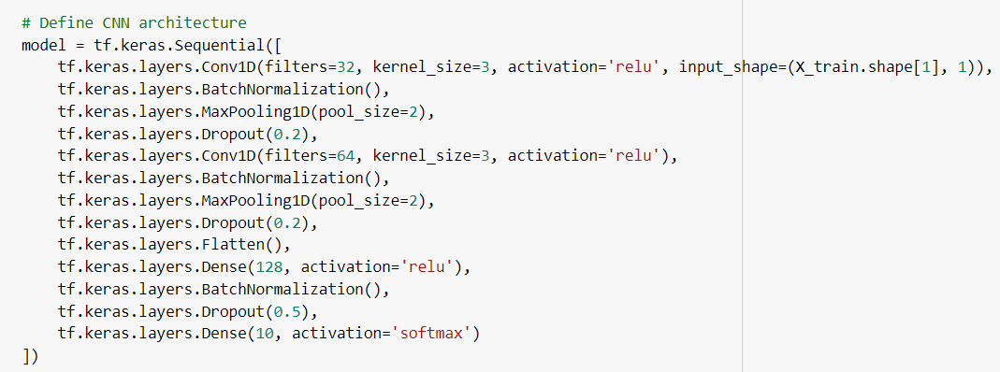 # Define CNN architecture
model = tf.keras.Sequential([
    tf.keras.layers.Conv1D(filters=32, kernel_size=3, activation='relu', input_shape=(X_train.shape[1], 1)),
    tf.keras.layers.BatchNormalization(),
    tf.keras.layers.MaxPooling1D(pool_size=2),
    tf.keras.layers.Dropout(0.2),
    tf.keras.layers.Conv1D(filters=64, kernel_size=3, activation='relu'),
    tf.keras.layers.BatchNormalization(),
    tf.keras.layers.MaxPooling1D(pool_size=2),
    tf.keras.layers.Dropout(0.2),
    tf.keras.layers.Flatten(),
    tf.keras.layers.Dense(128, activation='relu'),
    tf.keras.layers.BatchNormalization(),
    tf.keras.layers.Dropout(0.5),
    tf.keras.layers.Dense(10, activation='softmax')
])